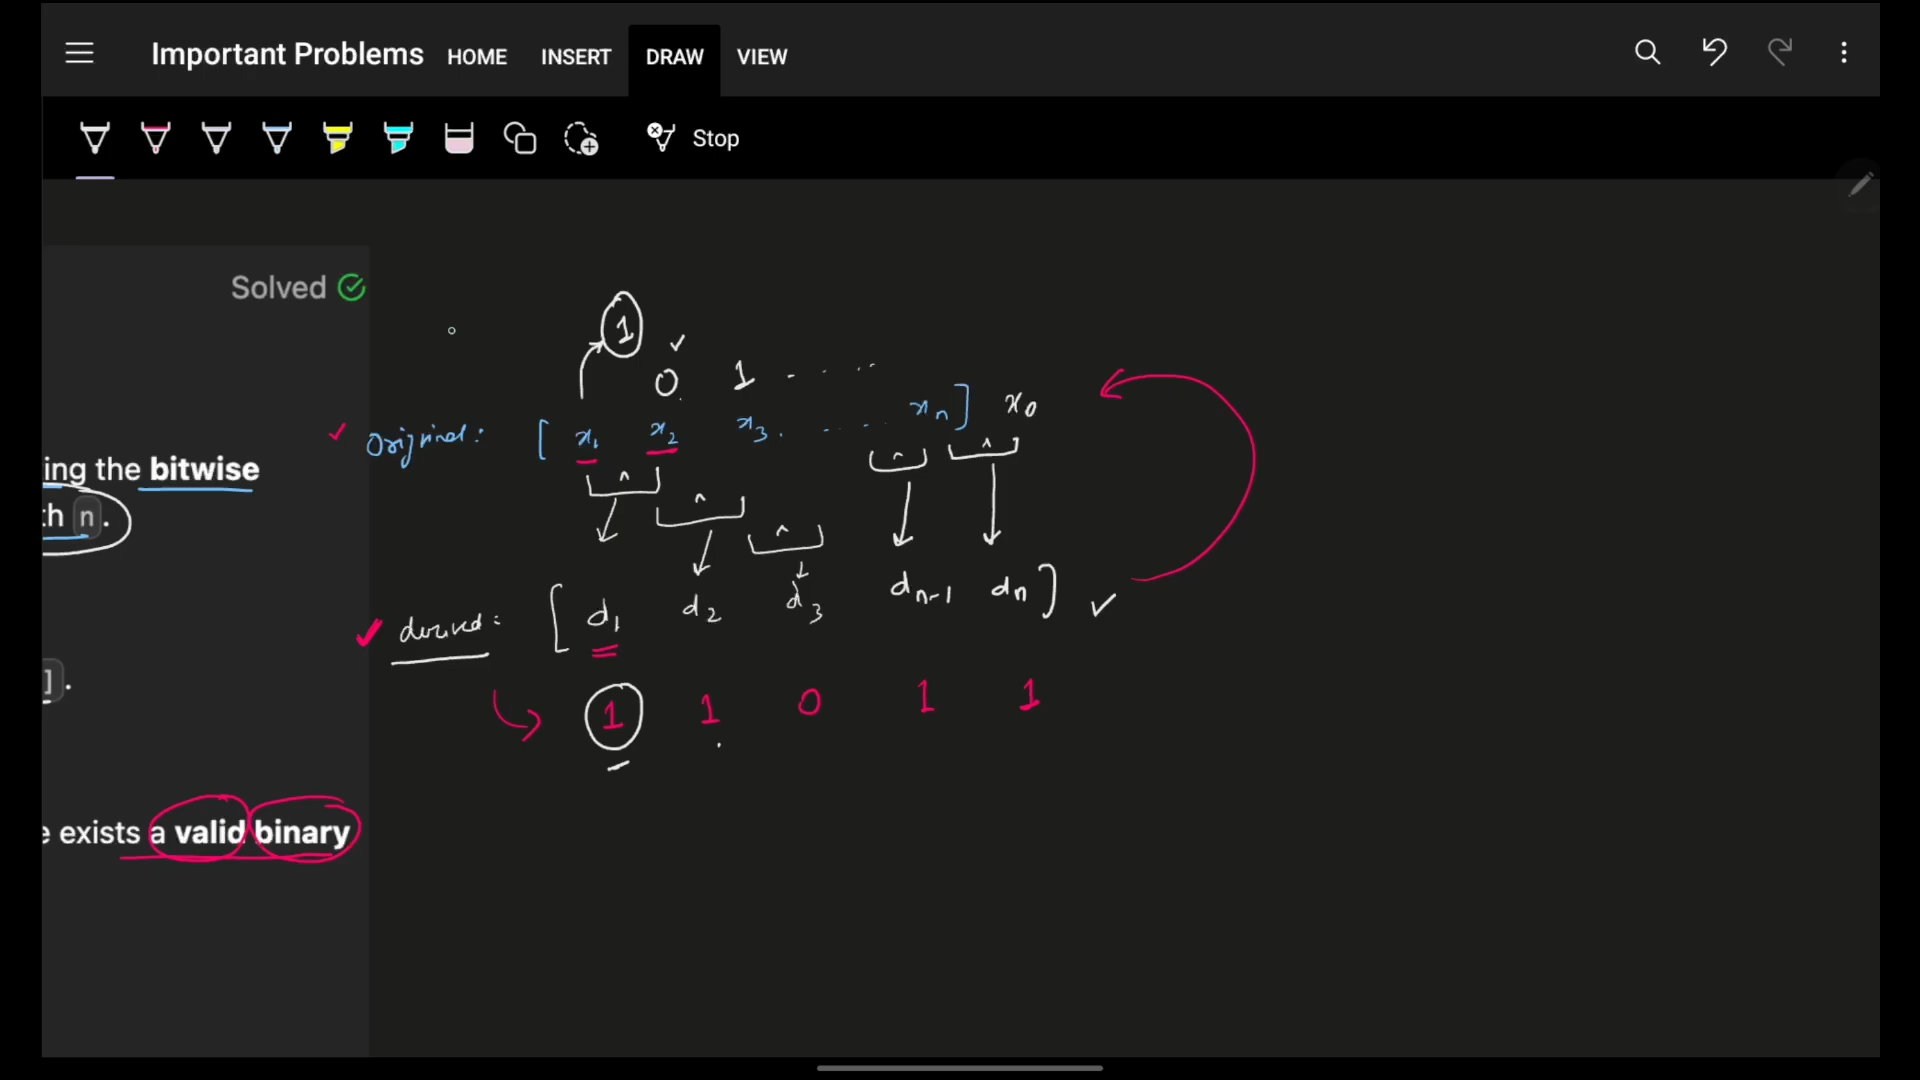 Important Problems HOME INSERT DRAW VIEW
Stop
Solved
1
0 1 - . . . . .
Original: [ x1 x2 x3 . . . . . . xn ] x0
^ ^ ^ ^ ^
ing the bitwise
th n.
derived: [ d1 d2 d3 dn-1 dn ]
].
1 1 0 1 1
e exists a valid binary